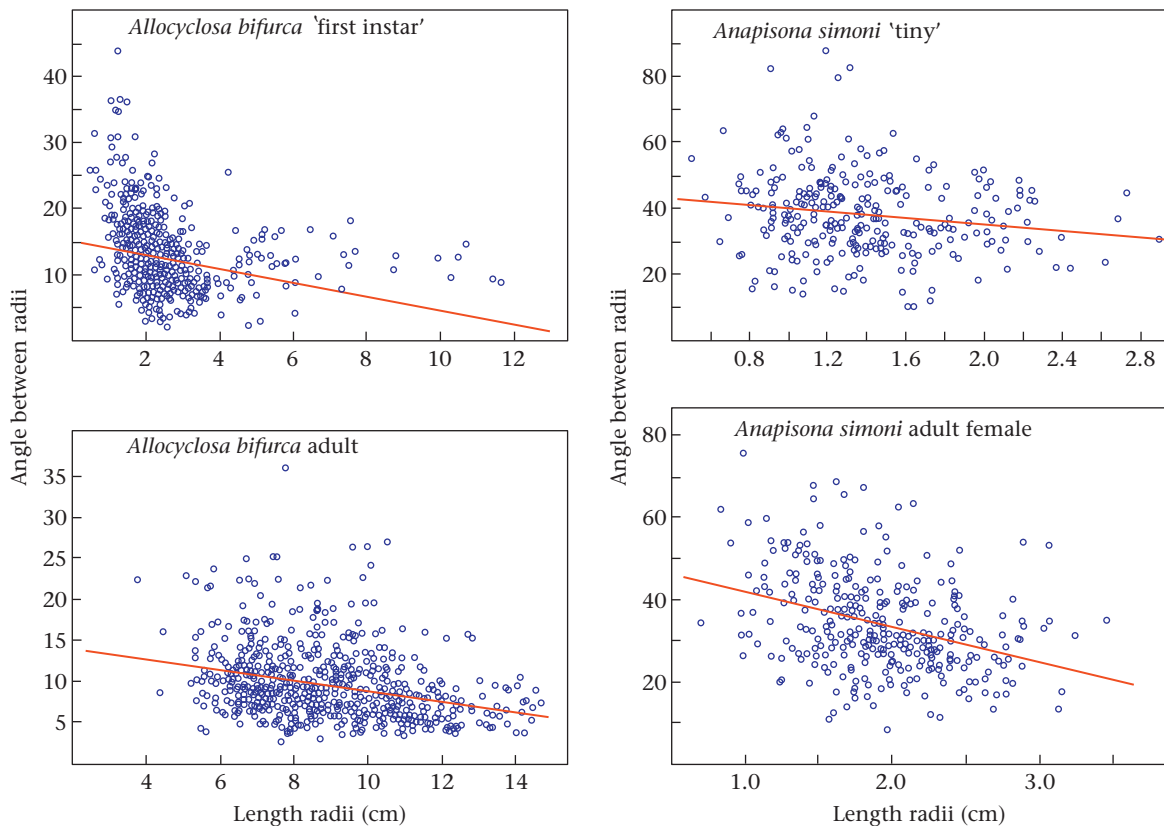 Allocyclosa bifurca ‘first instar’
40
30
20
10
2 4 6 8 10 12
Anapisona simoni ‘tiny’
80
60
40
20
0.8 1.2 1.6 2.0 2.4 2.8
Angle between radii
Allocyclosa bifurca adult
35
30
25
20
15
10
5
4 6 8 10 12 14
Length radii (cm)
Angle between radii
Anapisona simoni adult female
80
60
40
20
1.0 2.0 3.0
Length radii (cm)